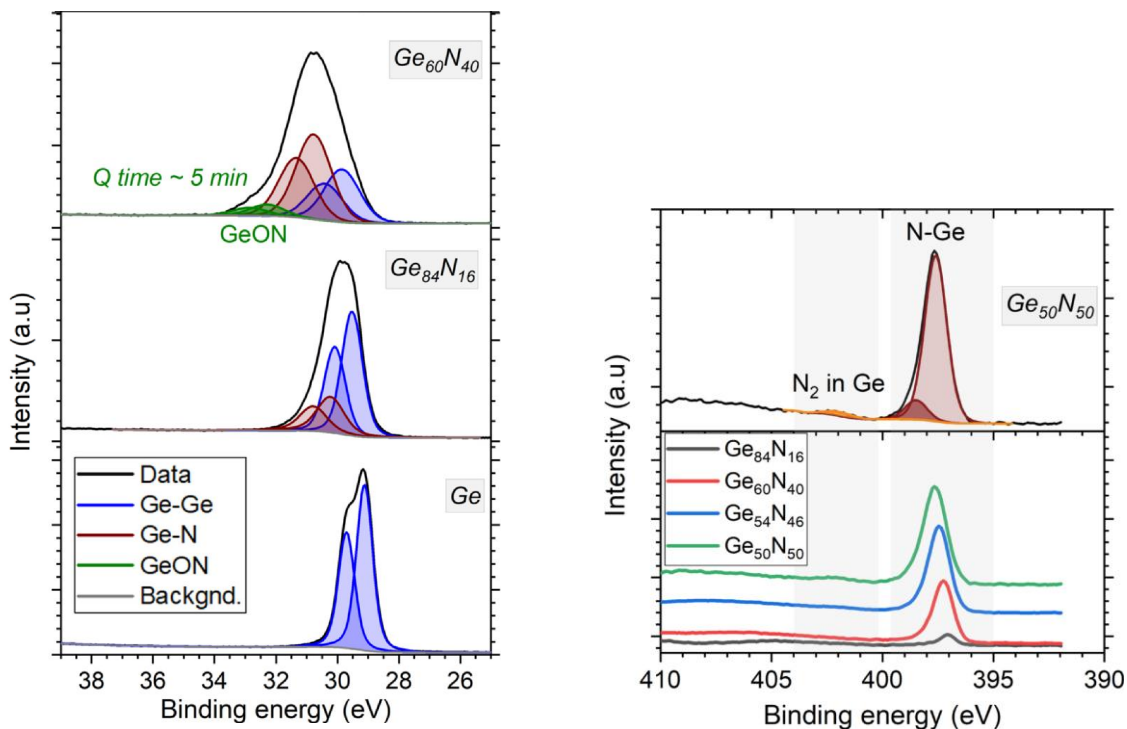 Ge60N40
Q time ~ 5 min
GeON
Ge84N16
Data
Ge-Ge
Ge-N
GeON
Backgnd.
Ge
Intensity (a.u)
38 36 34 32 30 28 26
Binding energy (eV)
N-Ge
Ge50N50
N2 in Ge
Ge84N16
Ge60N40
Ge54N46
Ge50N50
Intensity (a.u)
410 405 400 395 390
Binding energy (eV)